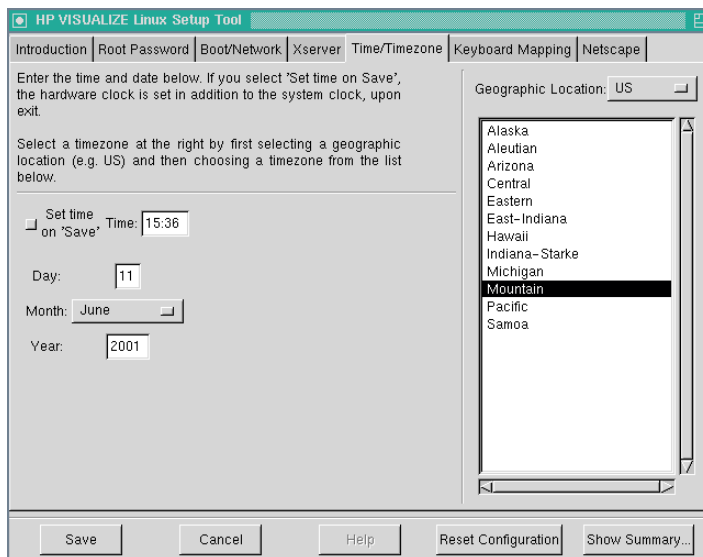 HP VISUALIZE Linux Setup Tool
Introduction Root Password Boot/Network Xserver Time/Timezone Keyboard Mapping Netscape
Enter the time and date below. If you select 'Set time on Save',
the hardware clock is set in addition to the system clock, upon
exit.
Select a timezone at the right by first selecting a geographic
location (e.g. US) and then choosing a timezone from the list
below.
Set time
on 'Save' Time: 15:36
Day: 11
Month: June
Year: 2001
Geographic Location: US
Alaska
Aleutian
Arizona
Central
Eastern
East-Indiana
Hawaii
Indiana-Starke
Michigan
Mountain
Pacific
Samoa
Save Cancel Help Reset Configuration Show Summary...